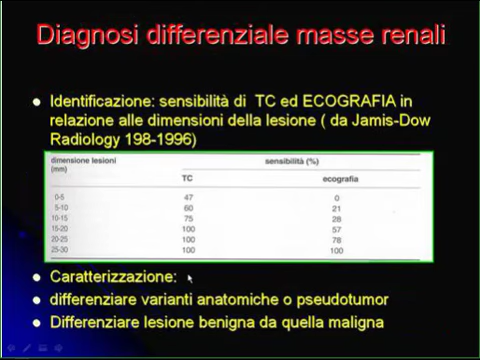 Diagnosi differenziale masse renali
Identificazione: sensibilità di TC ed ECOGRAFIA in
relazione alle dimensioni della lesione ( da Jamis-Dow
Radiology 198-1996)
dimensione lesioni sensibilità (%)
(mm)
TC ecografia
0-5 47 0
5-10 60 21
10-15 75 28
15-20 100 57
20-25 100 78
25-30 100 100
Caratterizzazione:
differenziare varianti anatomiche o pseudotumor
Differenziare lesione benigna da quella maligna